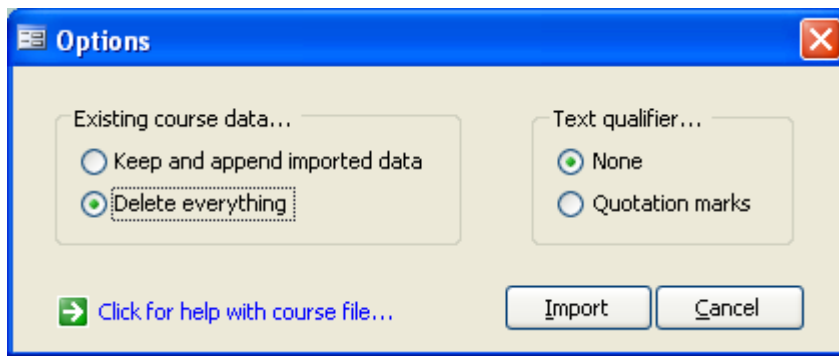 Options
Existing course data...
Keep and append imported data
Delete everything
Text qualifier...
None
Quotation marks
Click for help with course file...
Import
Cancel